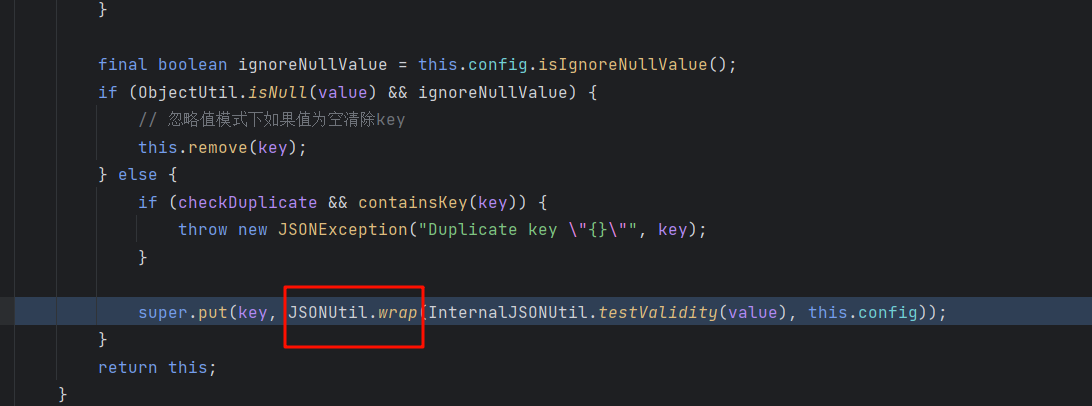 }
final boolean ignoreNullValue = this.config.isIgnoreNullValue();
if (ObjectUtil.isNull(value) && ignoreNullValue) {
// 忽略值模式下如果值为空清除key
this.remove(key);
} else {
if (checkDuplicate && containsKey(key)) {
throw new JSONException("Duplicate key \"{}\"", key);
}
super.put(key, JSONUtil.wrap(InternalJSONUtil.testValidity(value), this.config));
}
return this;
}